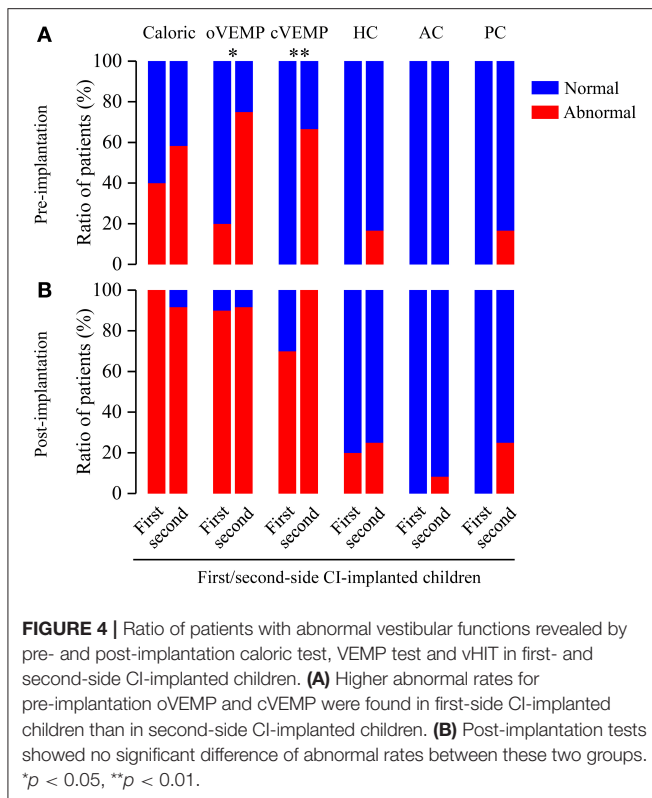 A
Caloric oVEMP cVEMP HC AC PC
* **
100
80
60
40
20
0
Ratio of patients (%)
Pre-implantation
Normal
Abnormal
B
100
80
60
40
20
0
Ratio of patients (%)
Post-implantation
First second First second First second First second First second First second
First/second-side CI-implanted children
FIGURE 4 | Ratio of patients with abnormal vestibular functions revealed by
pre- and post-implantation caloric test, VEMP test and vHIT in first- and
second-side CI-implanted children. (A) Higher abnormal rates for
pre-implantation oVEMP and cVEMP were found in first-side CI-implanted
children than in second-side CI-implanted children. (B) Post-implantation tests
showed no significant difference of abnormal rates between these two groups.
*p < 0.05, **p < 0.01.